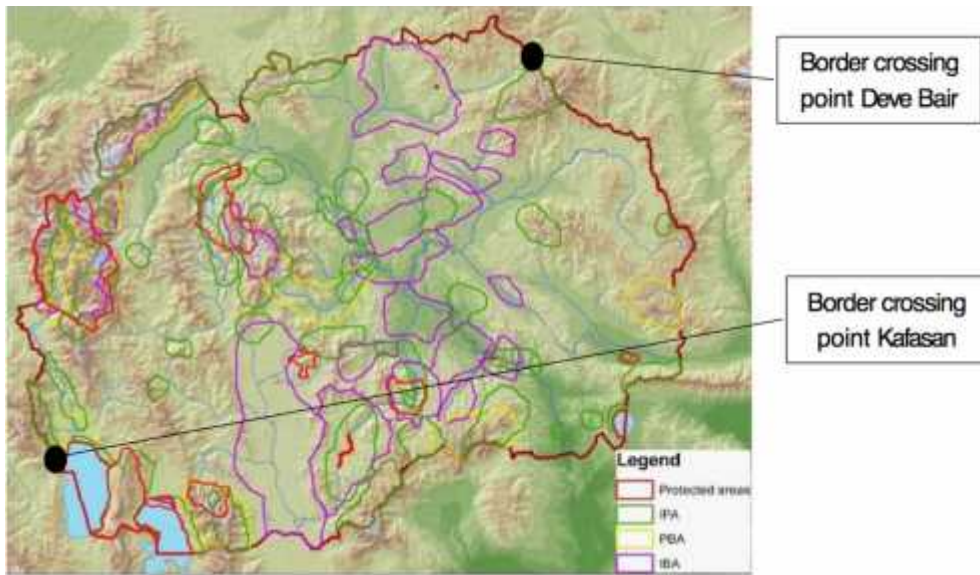 Border crossing
point Deve Bair
Border crossing
point Kafasan
Legend
Protected areas
IPA
PBA
IBA